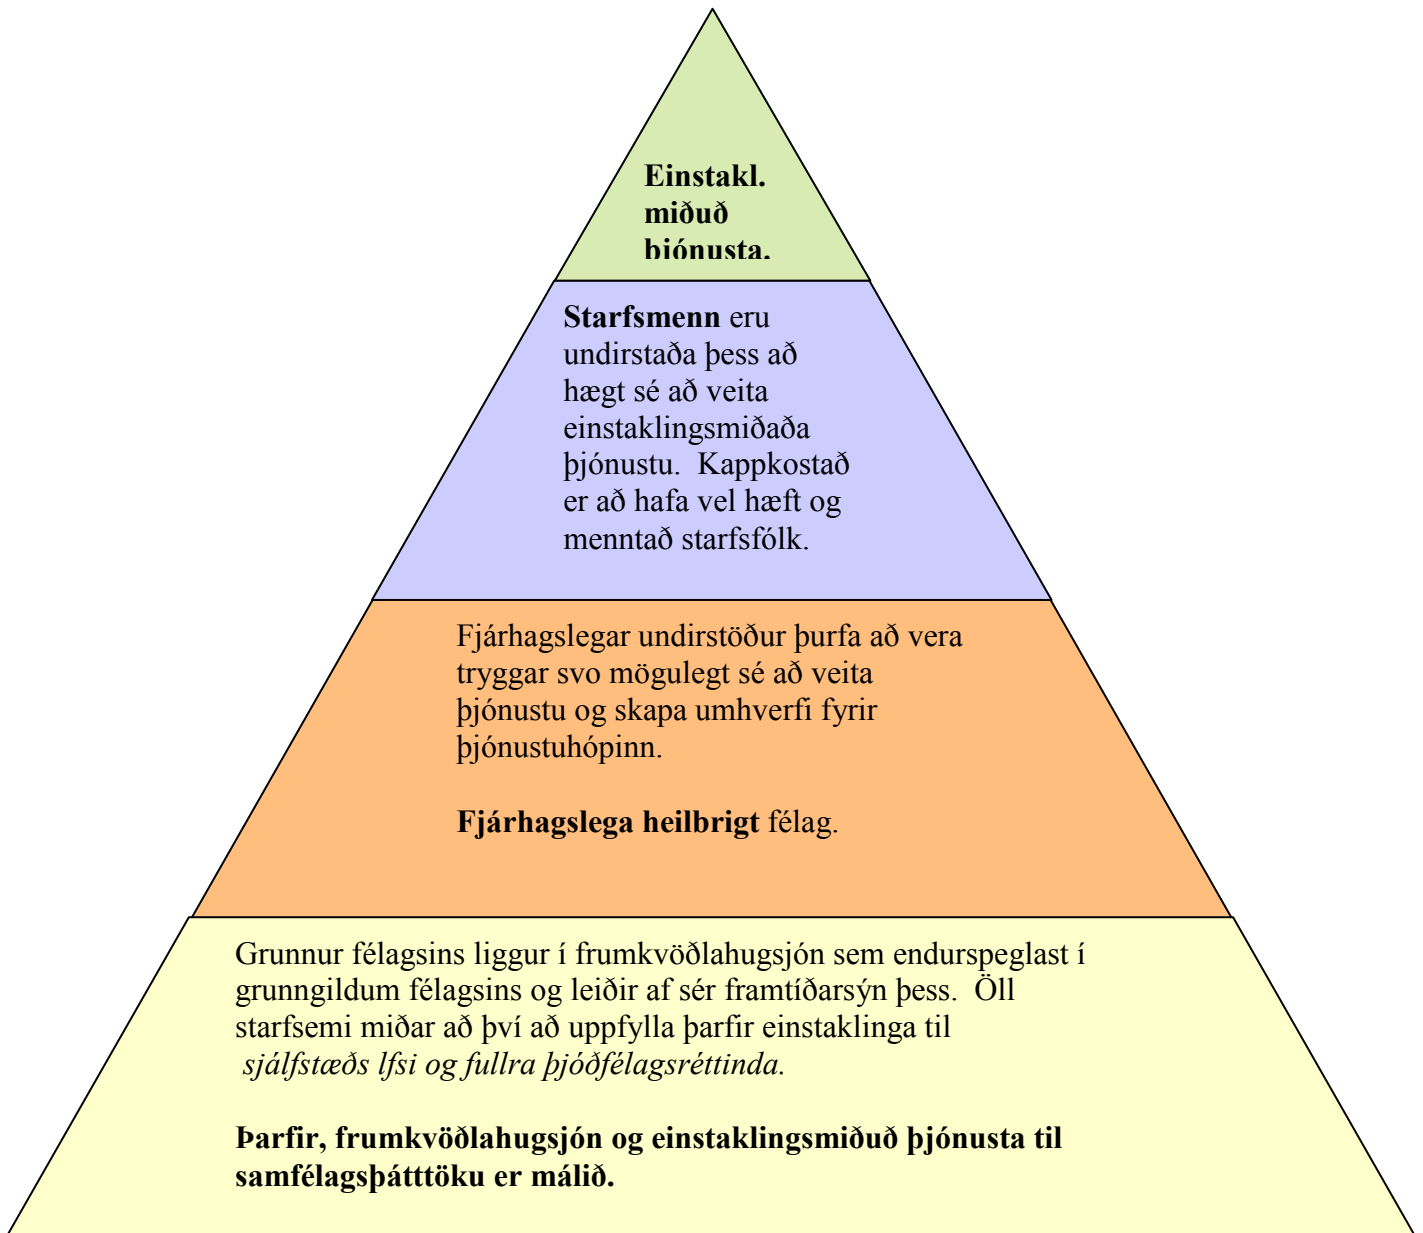 Einstakl.
miðuð
þjónusta.
Starfsmenn eru
undirstaða þess að
hægt sé að veita
einstaklingsmiðaða
þjónustu. Kappkostað
er að hafa vel hæft og
menntað starfsfólk.
Fjárhagslegar undirstöður þurfa að vera
tryggar svo mögulegt sé að veita
þjónustu og skapa umhverfi fyrir
þjónustuhópinn.
Fjárhagslega heilbrigt félag.
Grunnur félagsins liggur í frumkvöðlahugsjón sem endurspeglast í
grunngildum félagsins og leiðir af sér framtíðarsýn þess. Öll
starfsemi miðar að því að uppfylla þarfir einstaklinga til
sjálfstæðs lfsi og fullra þjóðfélagsréttinda.
Þarfir, frumkvöðlahugsjón og einstaklingsmiðuð þjónusta til
samfélagsþátttöku er málið.